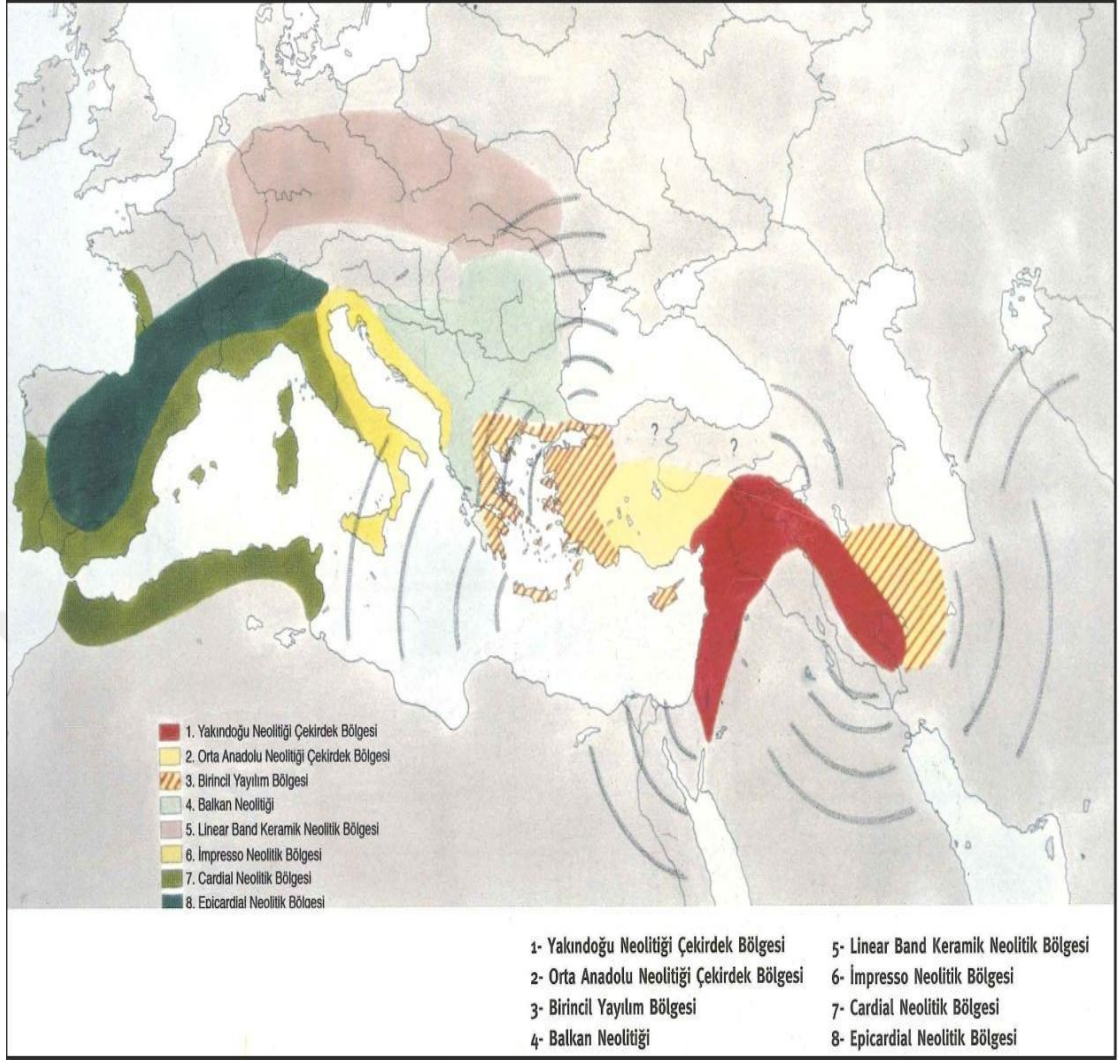 ?
?
1. Yakındoğu Neolitiği Çekirdek Bölgesi
2. Orta Anadolu Neolitiği Çekirdek Bölgesi
3. Birincil Yayılım Bölgesi
4. Balkan Neolitiği
5. Linear Band Keramik Neolitik Bölgesi
6. İmpresso Neolitik Bölgesi
7. Cardial Neolitik Bölgesi
8. Epicardial Neolitik Bölgesi
1- Yakındoğu Neolitiği Çekirdek Bölgesi
2- Orta Anadolu Neolitiği Çekirdek Bölgesi
3- Birincil Yayılım Bölgesi
4- Balkan Neolitiği
5- Linear Band Keramik Neolitik Bölgesi
6- İmpresso Neolitik Bölgesi
7- Cardial Neolitik Bölgesi
8- Epicardial Neolitik Bölgesi